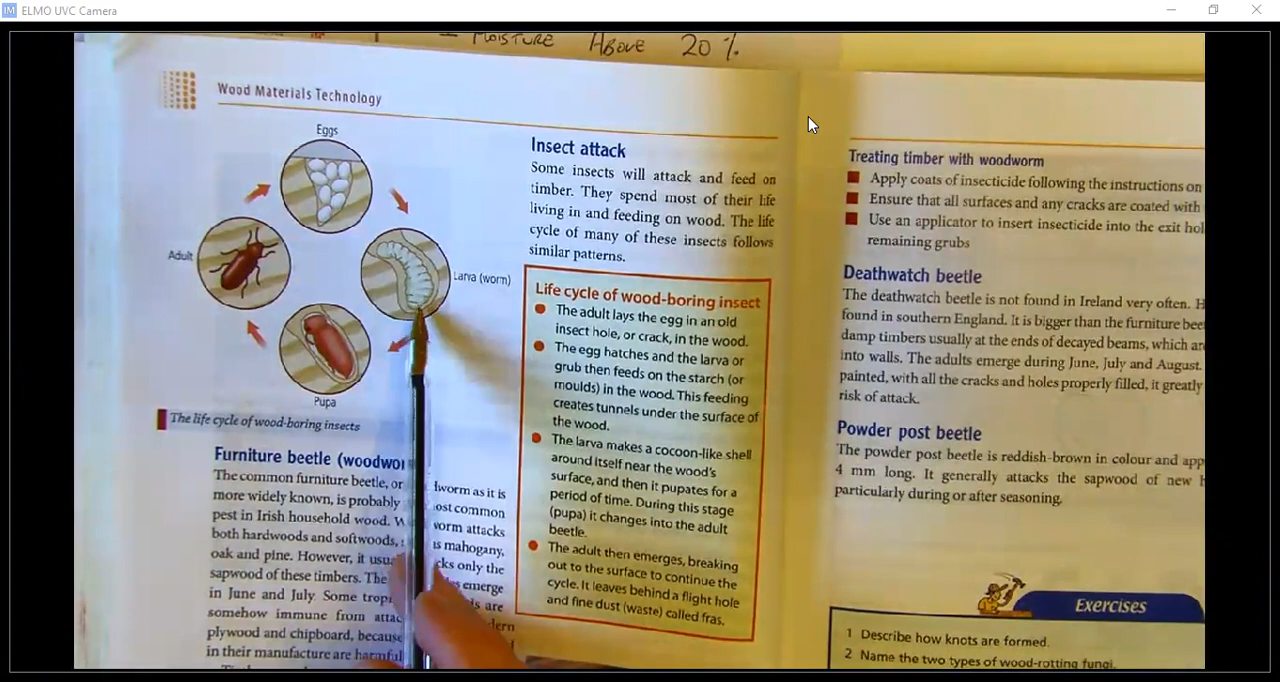 ELMO UVC Camera
MOISTURE ABOVE 20 %.
Wood Materials Technology
Eggs
Adult
Larva (worm)
Pupa
The life cycle of wood-boring insects
Furniture beetle
The common furniture beetle, or
more widely known, is probably
pest in Irish household wood.
both hardwoods and softwoods,
oak and pine. However, it
sapwood of these timbers. The
in June and July. Some
somehow immune from
plywood and chipboard, because
in their manufacture are harmful
as it is
common
attacks
mahogany,
only the
emerge
are
Insect attack
Some insects will attack and feed on
timber. They spend most of their life
living in and feeding on wood. The life
cycle of many of these insects follows
similar patterns.
Life cycle of wood-boring insect
The adult lays the egg in an old
insect hole, or crack, in the wood.
The egg hatches and the larva or
grub then feeds on the starch (or
moulds) in the wood. This feeding
creates tunnels under the surface of
the wood.
The larva makes a cocoon-like shell
around itself near the wood's
surface, and then it pupates for a
period of time. During this stage
(pupa) it changes into the adult
beetle.
The adult then emerges, breaking
out to the surface to continue the
cycle. It leaves behind a flight hole
and fine dust (waste) called fras.
Treating timber with woodworm
Apply coats of insecticide following the instructions on
Ensure that all surfaces and any cracks are coated with
Use an applicator to insert insecticide into the exit
remaining grubs
Deathwatch beetle
The deathwatch beetle is not found in Ireland very often.
found in southern England. It is bigger than the furniture
damp timbers usually at the ends of decayed beams, which
into walls. The adults emerge during June, July and August.
painted, with all the cracks and holes properly filled, it greatly
risk of attack.
Powder post beetle
The powder post beetle is reddish-brown in colour and
4 mm long. It generally attacks the sapwood of new
particularly during or after seasoning.
Exercises
1 Describe how knots are formed.
2 Name the two types of wood-rotting fungi.